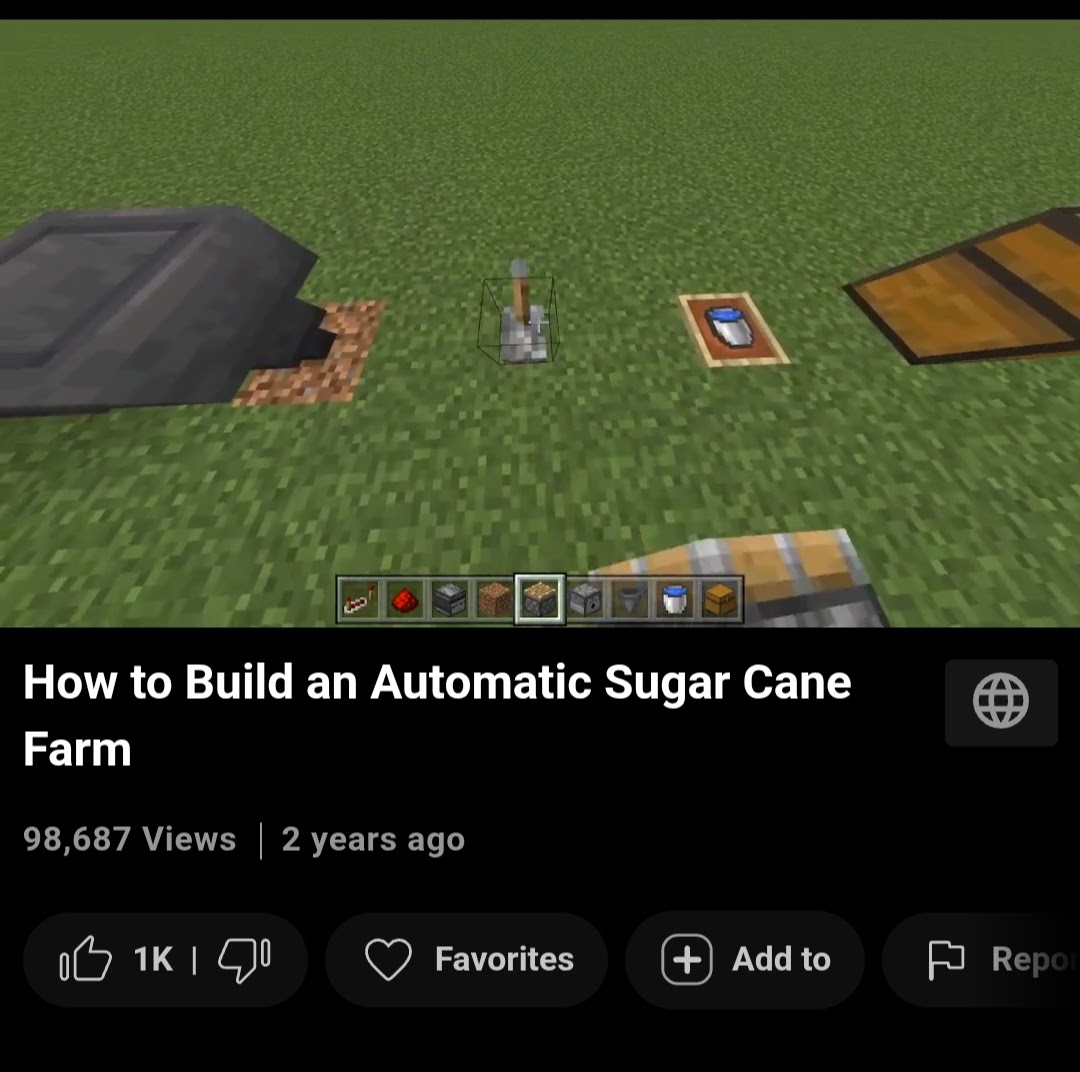 How to Build an Automatic Sugar Cane
Farm
98,687 Views | 2 years ago
1K | Favorites Add to Repo